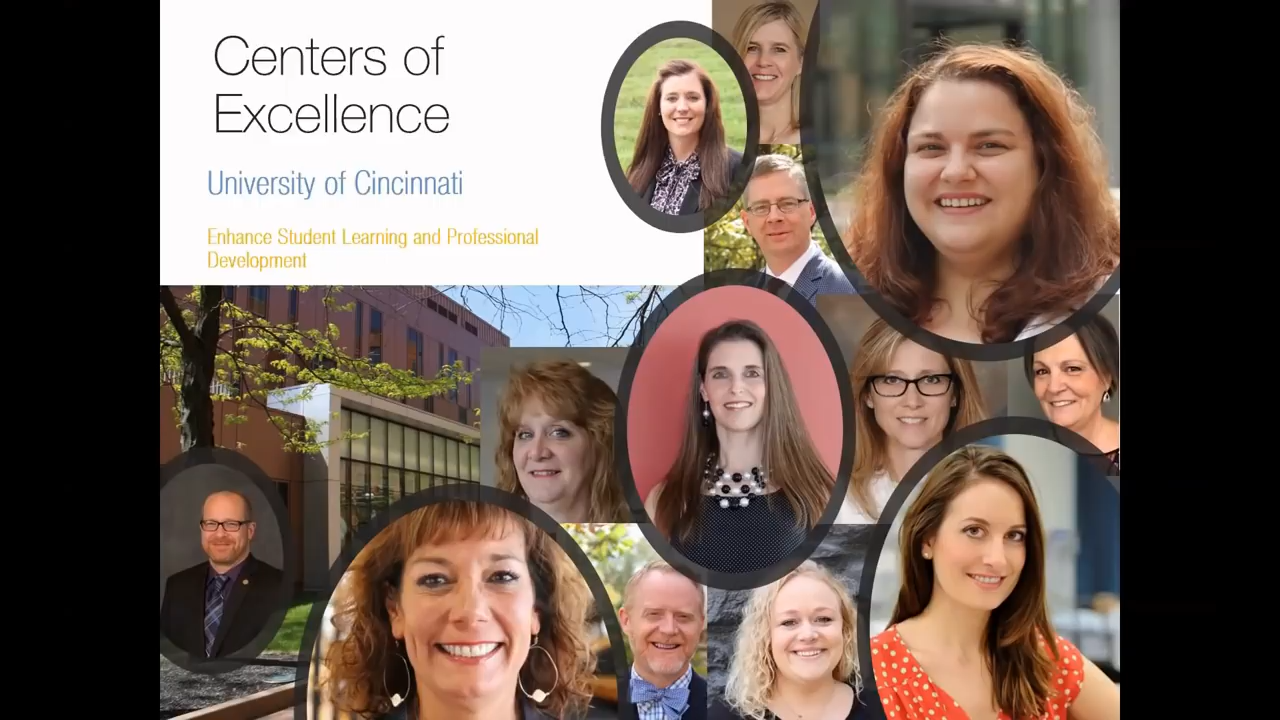 Centers of
Excellence
University of Cincinnati
Enhance Student Learning and Professional
Development